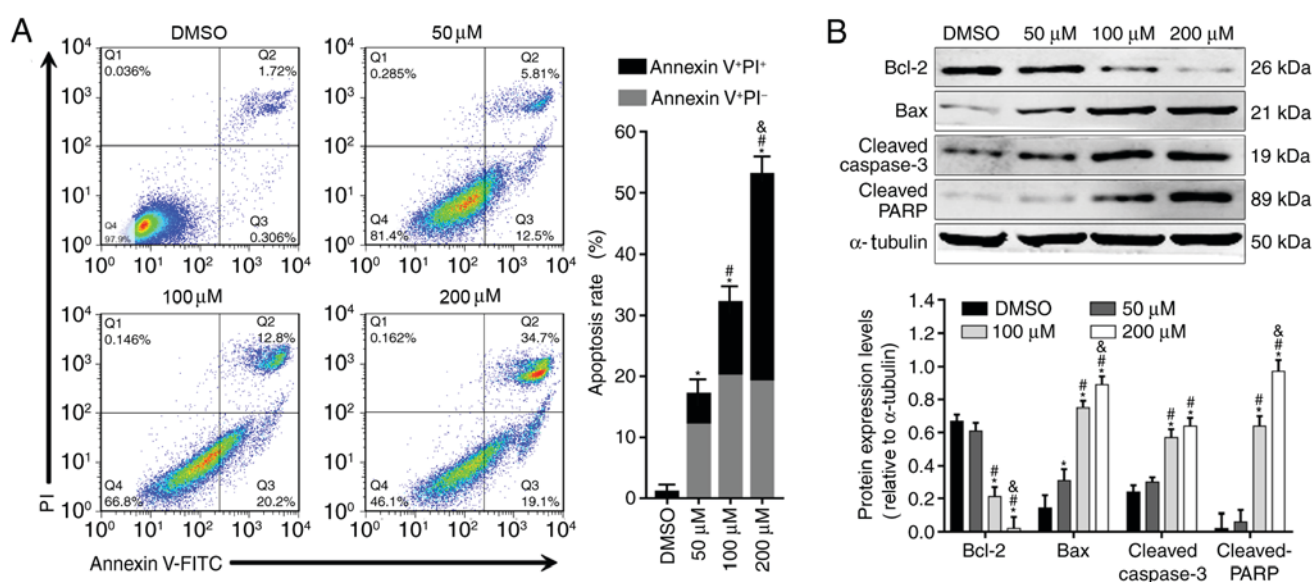 A
DMSO
50 μM
10⁴
10³
10²
10¹
10⁰
Q1
0.036%
Q2
1.72%
Q4
97.9%
Q3
0.306%
10⁰ 10¹ 10² 10³ 10⁴
10⁴
10³
10²
10¹
10⁰
Q1
0.285%
Q2
5.81%
Q4
81.4%
Q3
12.5%
10⁰ 10¹ 10² 10³ 10⁴
100 μM
200 μM
10⁴
10³
10²
10¹
10⁰
Q1
0.146%
Q2
12.8%
Q4
66.8%
Q3
20.2%
10⁰ 10¹ 10² 10³ 10⁴
10⁴
10³
10²
10¹
10⁰
Q1
0.162%
Q2
34.7%
Q4
46.1%
Q3
19.1%
10⁰ 10¹ 10² 10³ 10⁴
PI
Annexin V-FITC
Annexin V⁺PI⁺
Annexin V⁺PI⁻
Apoptosis rate (%)
60
50
40
30
20
10
0
*
#
*
&
#
*
DMSO
50 μM
100 μM
200 μM
B
DMSO 50 μM 100 μM 200 μM
Bcl-2 26 kDa
Bax 21 kDa
Cleaved
caspase-3 19 kDa
Cleaved
PARP 89 kDa
α-tubulin 50 kDa
Protein expression levels
(relative to α-tubulin)
1.4
1.2
0.9
0.6
0.4
0.2
0.0
DMSO 50 μM
100 μM 200 μM
#
*
&
#
*
*
#
*
&
#
*
#
*
#
*
#
*
&
#
*
Bcl-2 Bax Cleaved
caspase-3 Cleaved-
PARP